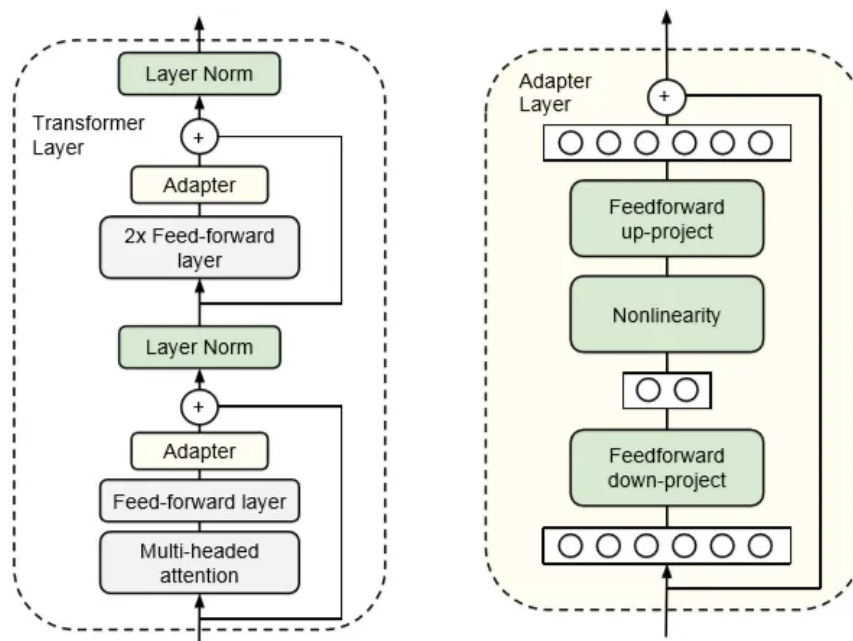 Layer Norm
Transformer
Layer
+
Adapter
2x Feed-forward
layer
Layer Norm
+
Adapter
Feed-forward layer
Multi-headed
attention
Adapter
Layer
+
Feedforward
up-project
Nonlinearity
Feedforward
down-project